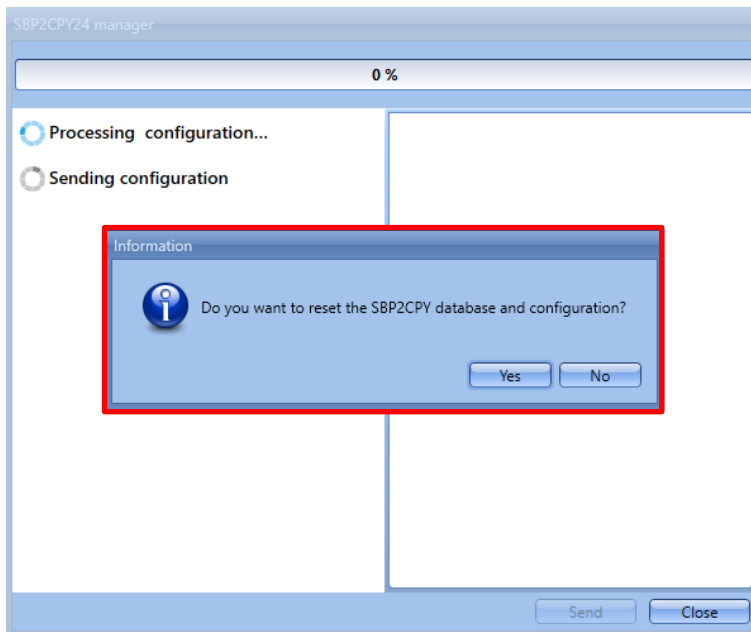 SBP2CPY24 manager
0 %
Processing configuration...
Sending configuration
Information
Do you want to reset the SBP2CPY database and configuration?
Yes
No
Send
Close